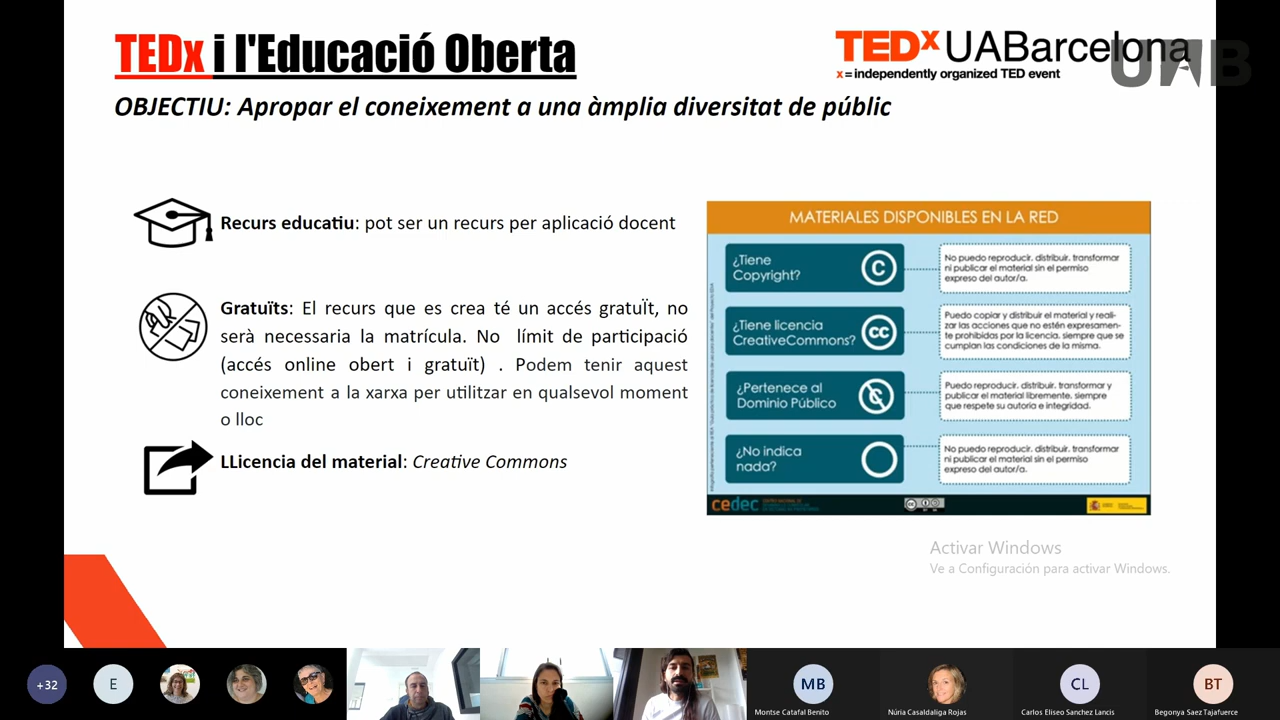 TEDx i l'Educació Oberta
OBJECTIU: Apropar el coneixement a una àmplia diversitat de públic
TEDx UABarcelona
x = independently organized TED event
UAB
Recurs educatiu: pot ser un recurs per aplicació docent
Gratuïts: El recurs que es crea té un accés gratuÏt, no
serà necessaria la matrícula. No límit de participació
(accés online obert i gratuït) . Podem tenir aquest
coneixement a la xarxa per utilitzar en qualsevol moment
o lloc
LLicencia del material: Creative Commons
MATERIALES DISPONIBLES EN LA RED
¿Tiene
Copyright?
C
No puedo reproducir, distribuir, transformar
ni publicar el material sin el permiso
expreso del autor/a.
¿Tiene licencia
CreativeCommons?
cc
Puedo copiar y distribuir el material y reali-
zar las acciones que no estén expresamen-
te prohibidas por la licencia, siempre que se
cumplan las condiciones de la misma.
¿Pertenece al
Dominio Público
C
Puedo reproducir, distribuir, transformar y
publicar el material libremente, siempre
que respete su autoría e integridad.
¿No indica
nada?
No puedo reproducir, distribuir, transformar
ni publicar el material sin el permiso
expreso del autor/a.
cedec
Activar Windows
Ve a Configuración para activar Windows.
+32
E
MB
Montse Catafal Benito
Núria Casaldaliga Rojas
CL
Carlos Eliseo Sanchez Lancis
BT
Begonya Saez Tajafuerce